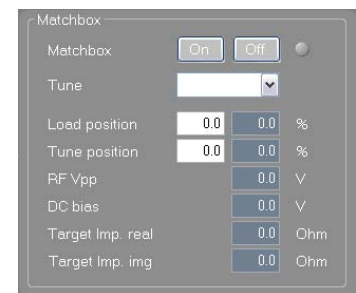 Matchbox
Matchbox On Off
Tune
Load position 0.0 0.0 %
Tune position 0.0 0.0 %
RF Vpp 0.0 V
DC bias 0.0 V
Target Imp. real 0.0 Ohm
Target Imp. img 0.0 Ohm